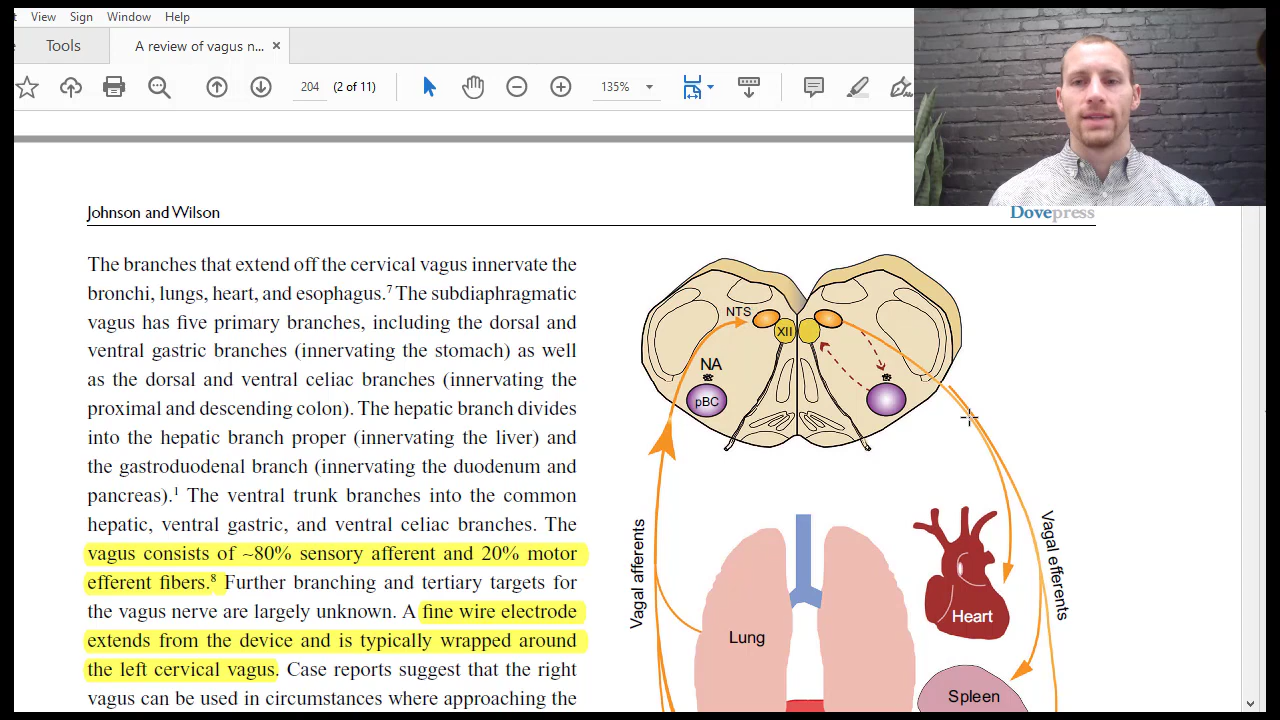 View Sign Window Help
Tools
A review of vagus n... ×
204 (2 of 11)
135%
Johnson and Wilson
Dovepress
The branches that extend off the cervical vagus innervate the
bronchi, lungs, heart, and esophagus.⁷ The subdiaphragmatic
vagus has five primary branches, including the dorsal and
ventral gastric branches (innervating the stomach) as well
as the dorsal and ventral celiac branches (innervating the
proximal and descending colon). The hepatic branch divides
into the hepatic branch proper (innervating the liver) and
the gastroduodenal branch (innervating the duodenum and
pancreas).¹ The ventral trunk branches into the common
hepatic, ventral gastric, and ventral celiac branches. The
vagus consists of ~80% sensory afferent and 20% motor
efferent fibers.⁸ Further branching and tertiary targets for
the vagus nerve are largely unknown. A fine wire electrode
extends from the device and is typically wrapped around
the left cervical vagus. Case reports suggest that the right
vagus can be used in circumstances where approaching the
NTS
XII
NA
pBC
Vagal afferents
Lung
Heart
Vagal efferents
Spleen